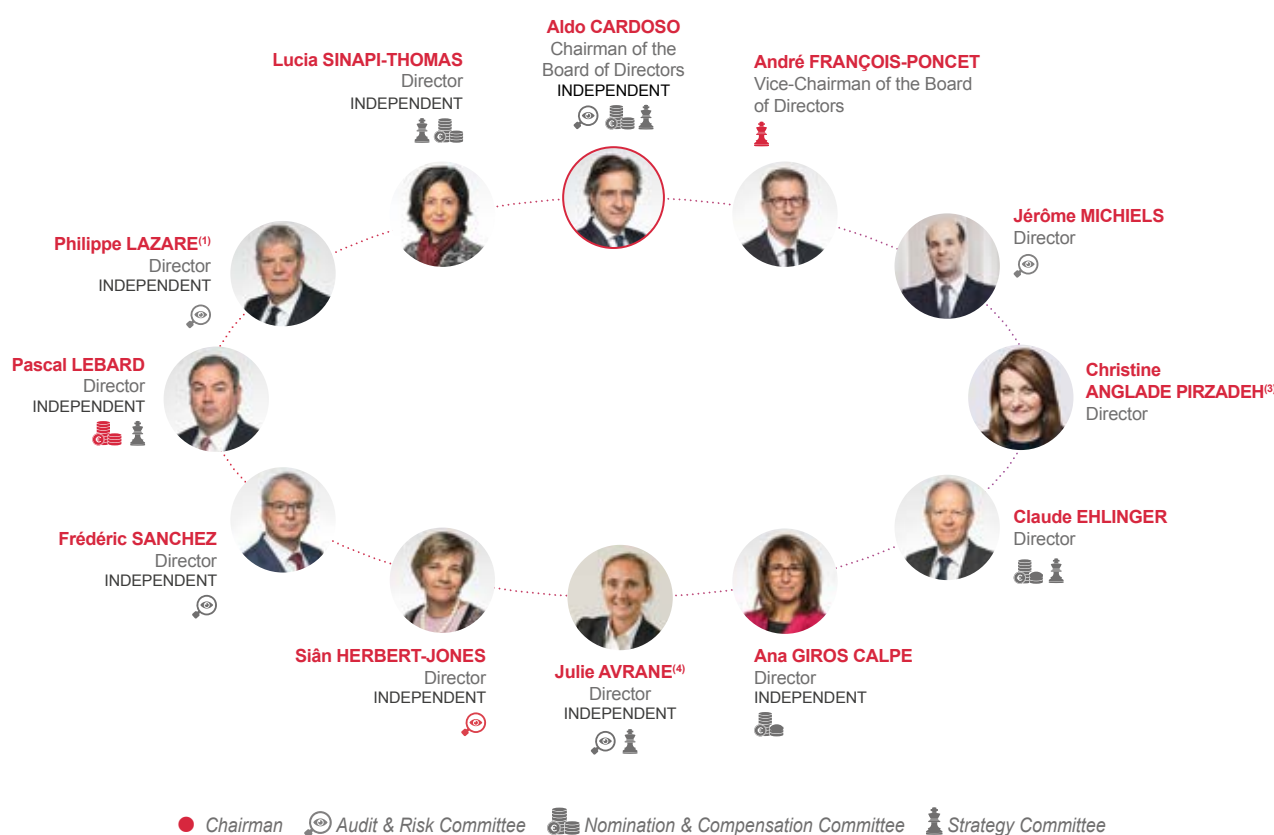 Aldo CARDOSO
Chairman of the
Board of Directors
INDEPENDENT
André FRANÇOIS-PONCET
Vice-Chairman of the Board
of Directors
Jérôme MICHIELS
Director
Christine
ANGLADE PIRZADEH(3)
Director
Claude EHLINGER
Director
Ana GIROS CALPE
Director
INDEPENDENT
Julie AVRANE(4)
Director
INDEPENDENT
Siân HERBERT-JONES
Director
INDEPENDENT
Frédéric SANCHEZ
Director
INDEPENDENT
Pascal LEBARD
Director
INDEPENDENT
Philippe LAZARE(1)
Director
INDEPENDENT
Lucia SINAPI-THOMAS
Director
INDEPENDENT
Chairman Audit & Risk Committee Nomination & Compensation Committee Strategy Committee